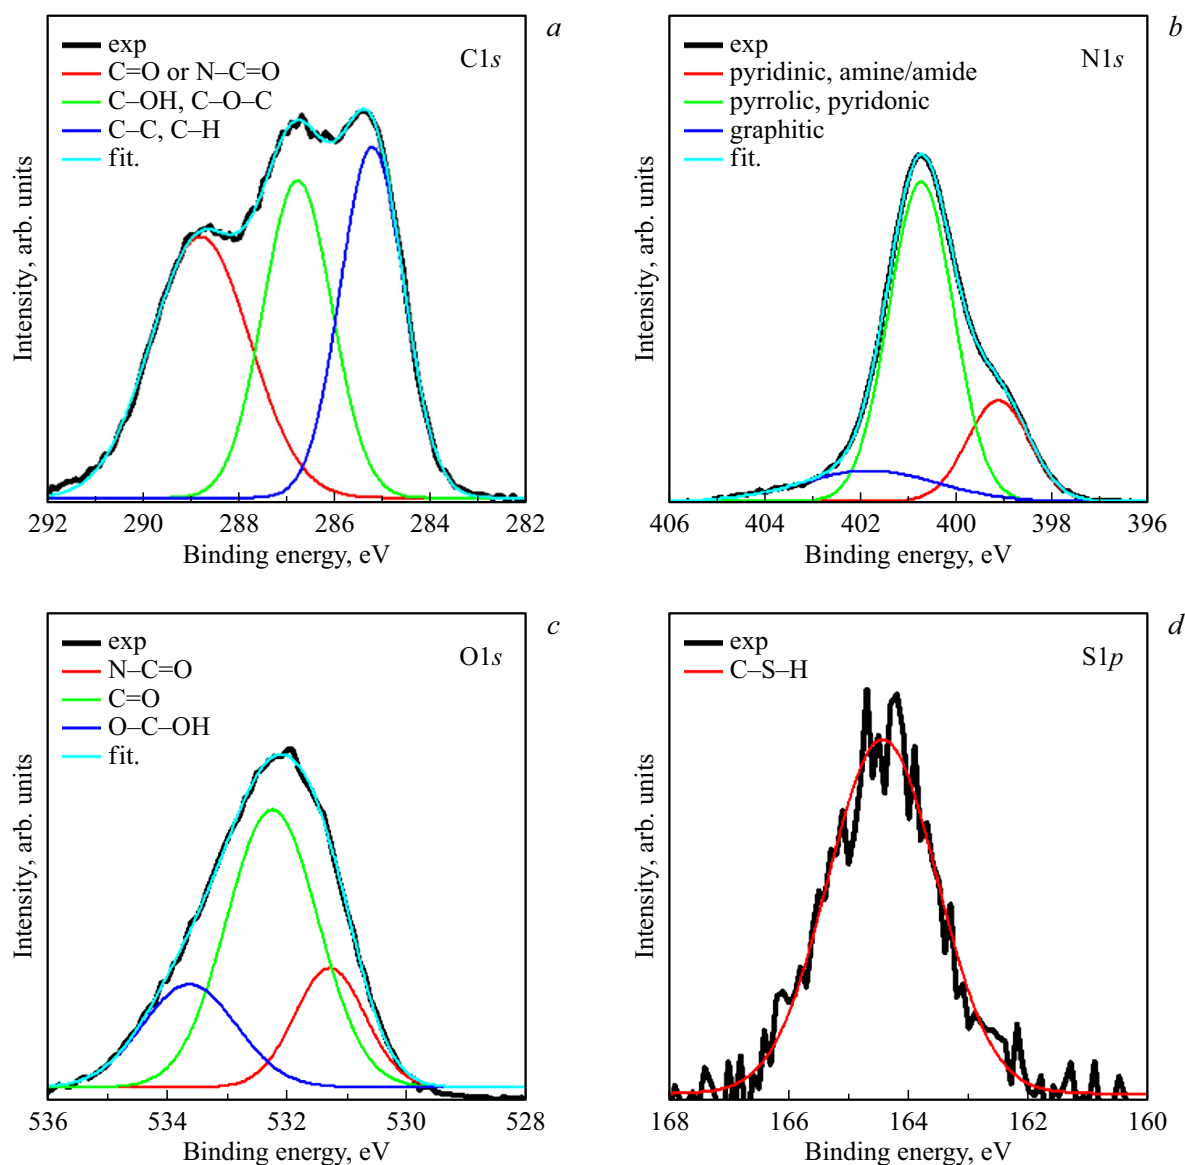 a
exp
C=O or N–C=O
C–OH, C–O–C
C–C, C–H
fit.
C1s
Intensity, arb. units
292 290 288 286 284 282
Binding energy, eV
b
exp
pyridinic, amine/amide
pyrrolic, pyridonic
graphitic
fit.
N1s
Intensity, arb. units
406 404 402 400 398 396
Binding energy, eV
c
exp
N–C=O
C=O
O–C–OH
fit.
O1s
Intensity, arb. units
536 534 532 530 528
Binding energy, eV
d
exp
C–S–H
S1p
Intensity, arb. units
168 166 164 162 160
Binding energy, eV